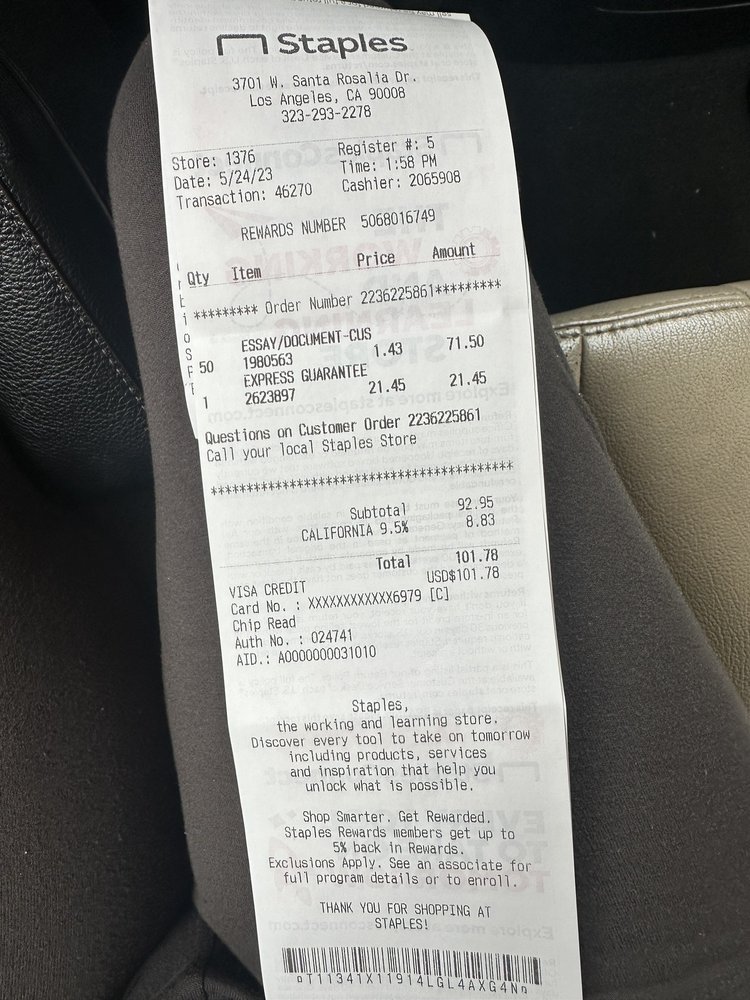 Staples
3701 W. Santa Rosalia Dr.
Los Angeles, CA 90008
323-293-2278
Store: 1376 Register #: 5
Date: 5/24/23 Time: 1:58 PM
Transaction: 46270 Cashier: 2065908
REWARDS NUMBER 5068016749
Qty Item Price Amount
********* Order Number 2236225861*********
ESSAY/DOCUMENT-CUS
50 1980563 1.43 71.50
EXPRESS GUARANTEE
1 2623897 21.45 21.45
Questions on Customer Order 2236225861
Call your local Staples Store
******************************************
Subtotal 92.95
CALIFORNIA 9.5% 8.83
Total 101.78
VISA CREDIT USD$101.78
Card No. : XXXXXXXXXXXX6979 [C]
Chip Read
Auth No. : 024741
AID.: A0000000031010
Staples,
the working and learning store.
Discover every tool to take on tomorrow
including products, services
and inspiration that help you
unlock what is possible.
Shop Smarter. Get Rewarded.
Staples Rewards members get up to
5% back in Rewards.
Exclusions Apply. See an associate for
full program details or to enroll.
THANK YOU FOR SHOPPING AT
STAPLES!
T11341X11914LGL4AXG4N